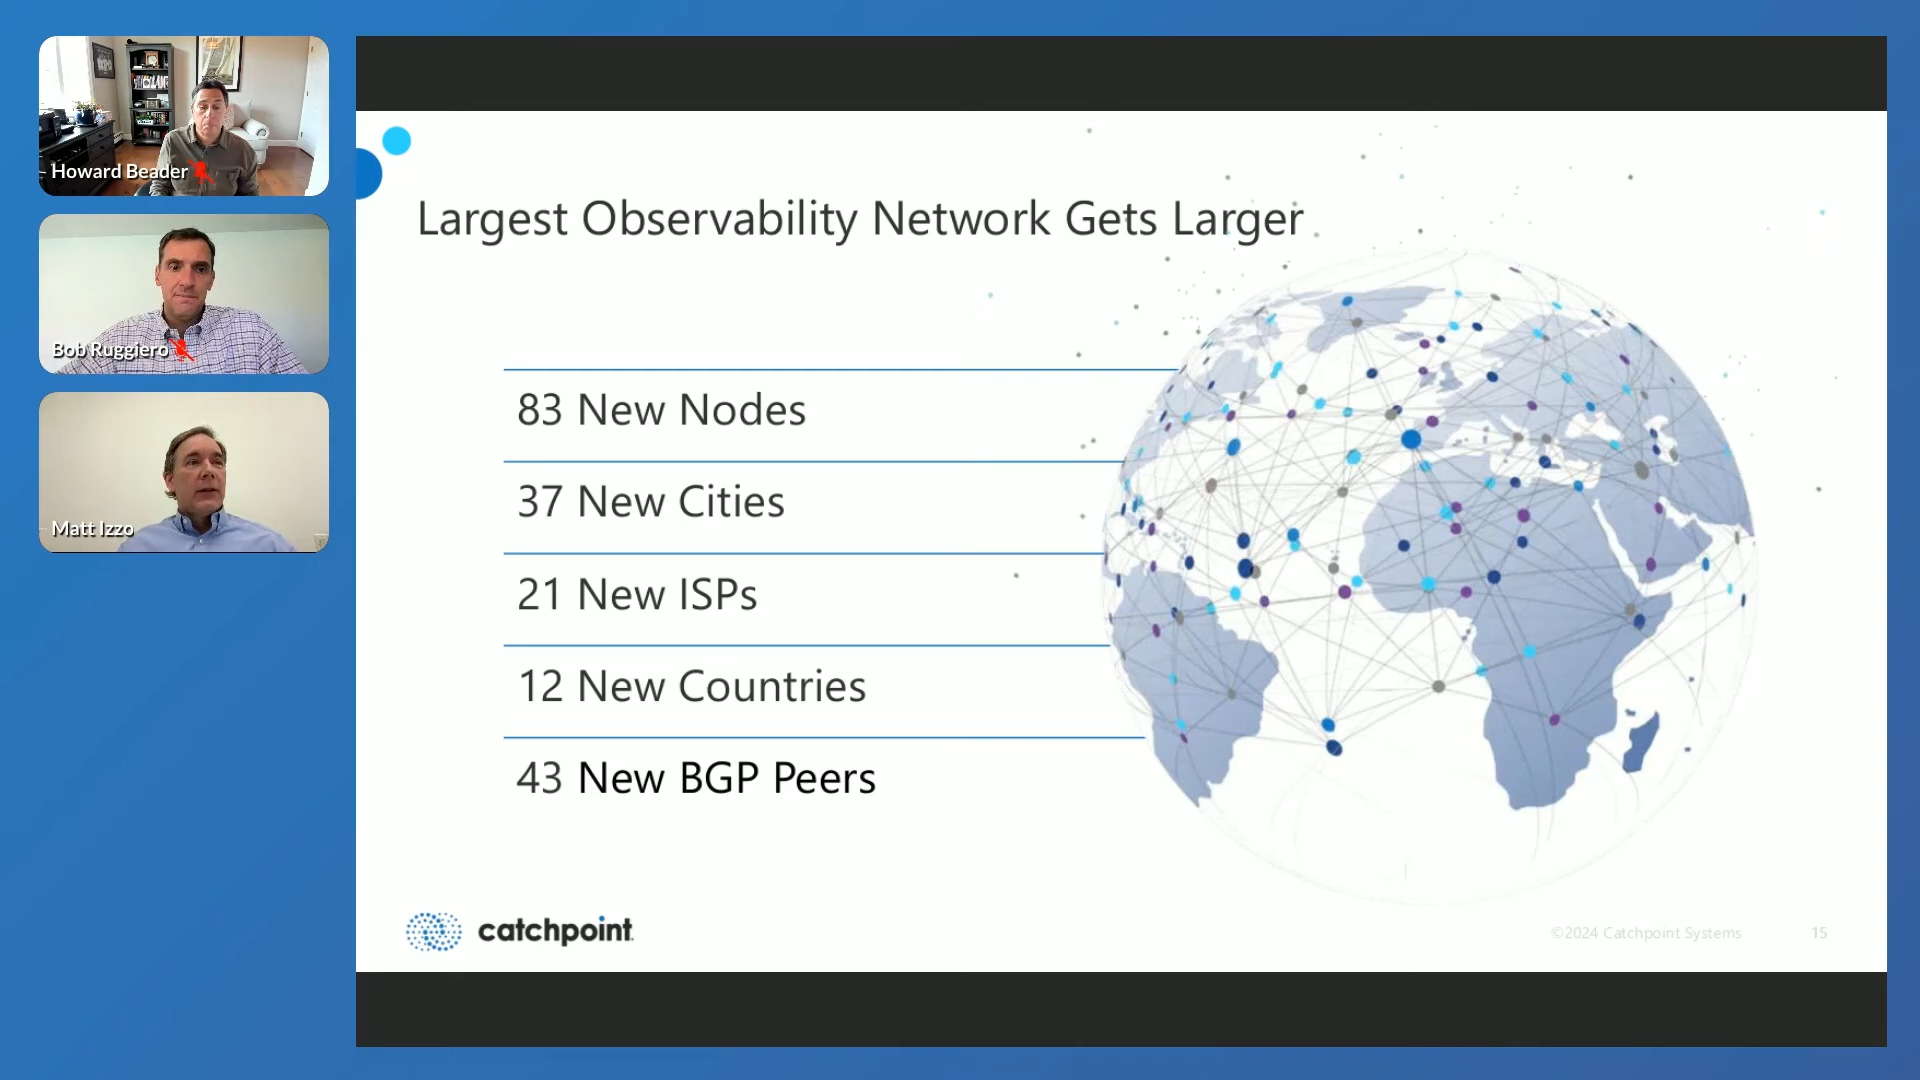 Howard Beader
Bob Ruggiero
Matt Izzo
Largest Observability Network Gets Larger
83 New Nodes
37 New Cities
21 New ISPs
12 New Countries
43 New BGP Peers
catchpoint
©2024 Catchpoint Systems
15